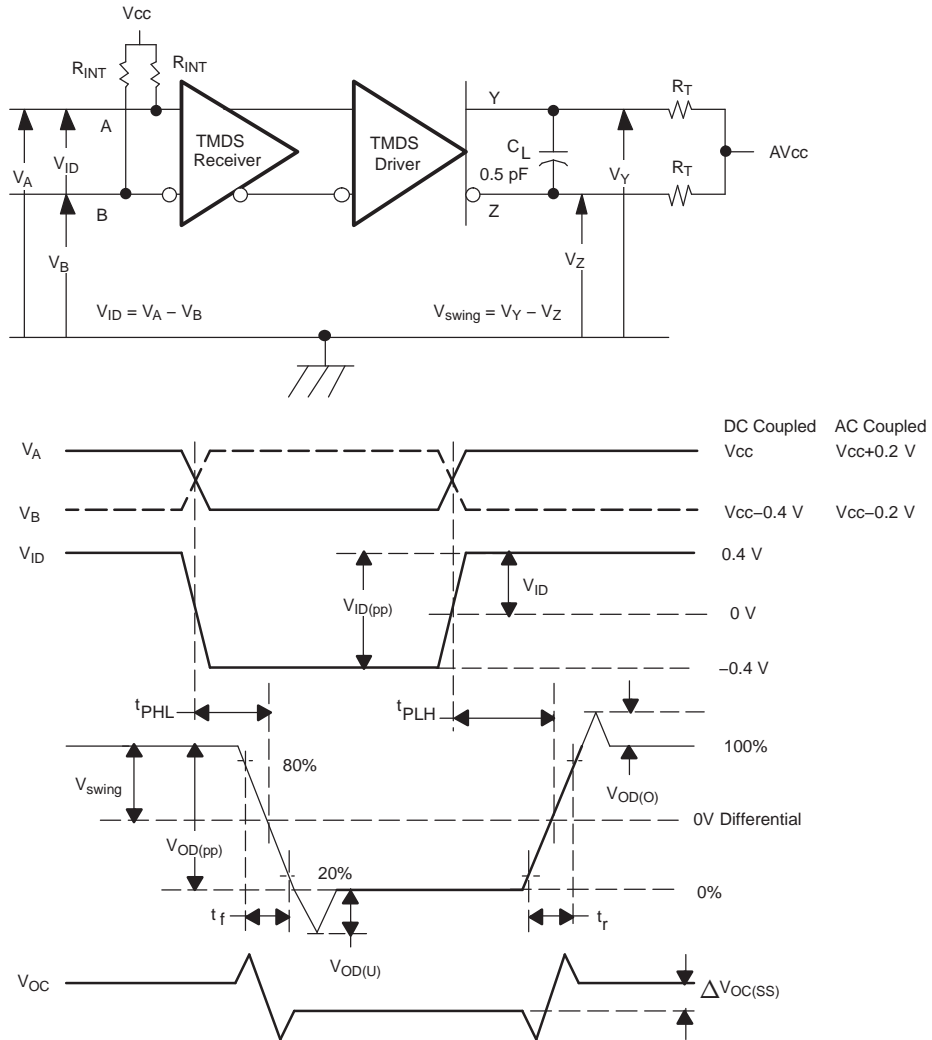 Vcc
RINT
RINT
A
B
VA
VID
VB
TMDS
Receiver
TMDS
Driver
Y
Z
CL
0.5 pF
VY
VZ
RT
RT
AVcc
VID = VA − VB
Vswing = VY − VZ
DC Coupled AC Coupled
VA Vcc Vcc+0.2 V
VB Vcc−0.4 V Vcc−0.2 V
VID 0.4 V
VID
VID(pp)
0 V
−0.4 V
tPHL
tPLH
100%
80%
Vswing
VOD(O)
0V Differential
VOD(pp)
20%
0%
tf
tr
VOD(U)
VOC
ΔVOC(SS)